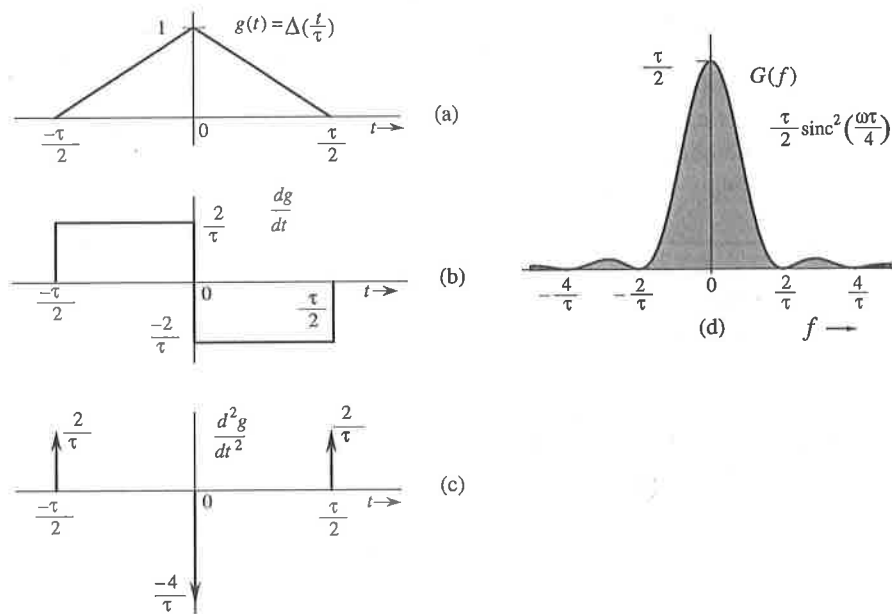 1 g(t) = Δ(t/τ)
-τ/2 0 τ/2 t→
(a)
2/τ dg/dt
-τ/2 0 τ/2 t→
-2/τ
(b)
2/τ d²g/dt² 2/τ
-τ/2 0 τ/2 t→
-4/τ
(c)
τ/2 G(f)
τ/2 sinc²(ωτ/4)
-4/τ -2/τ 0 2/τ 4/τ
(d) f →